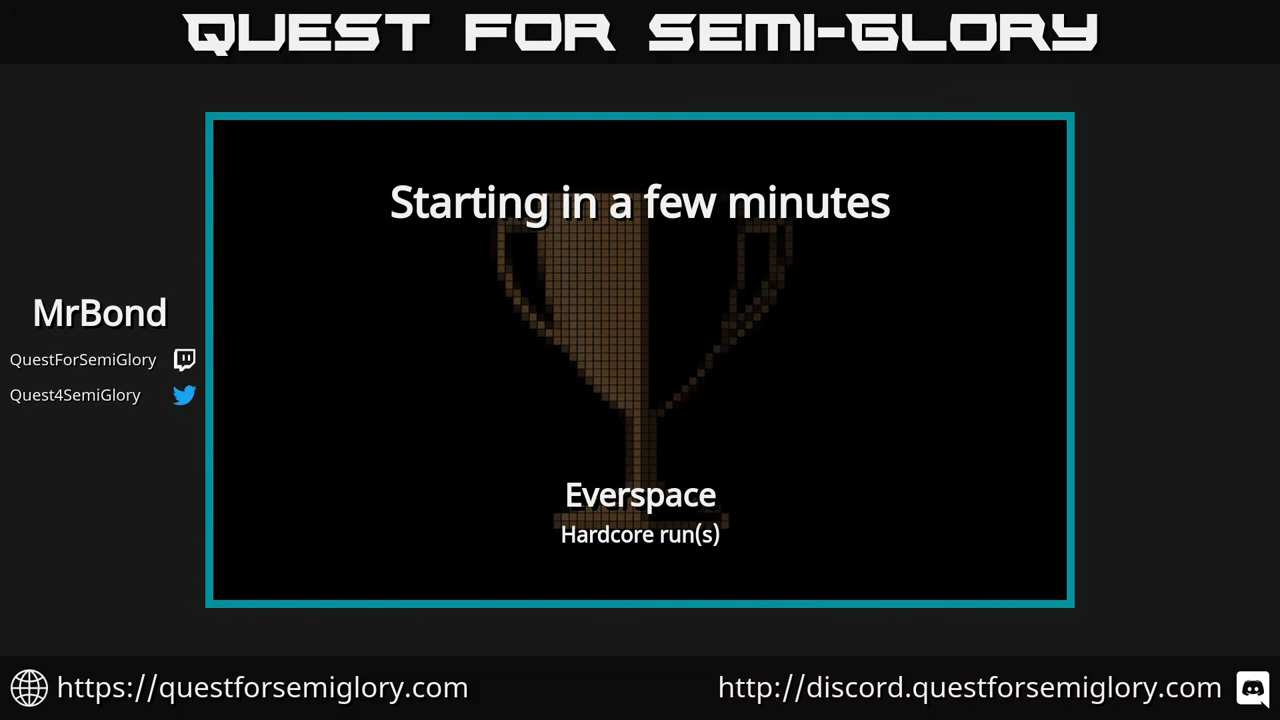 QUEST FOR SEMI-GLORY
Starting in a few minutes
MrBond
QuestForSemiGlory
Quest4SemiGlory
Everspace
Hardcore run(s)
https://questforsemiglory.com
http://discord.questforsemiglory.com